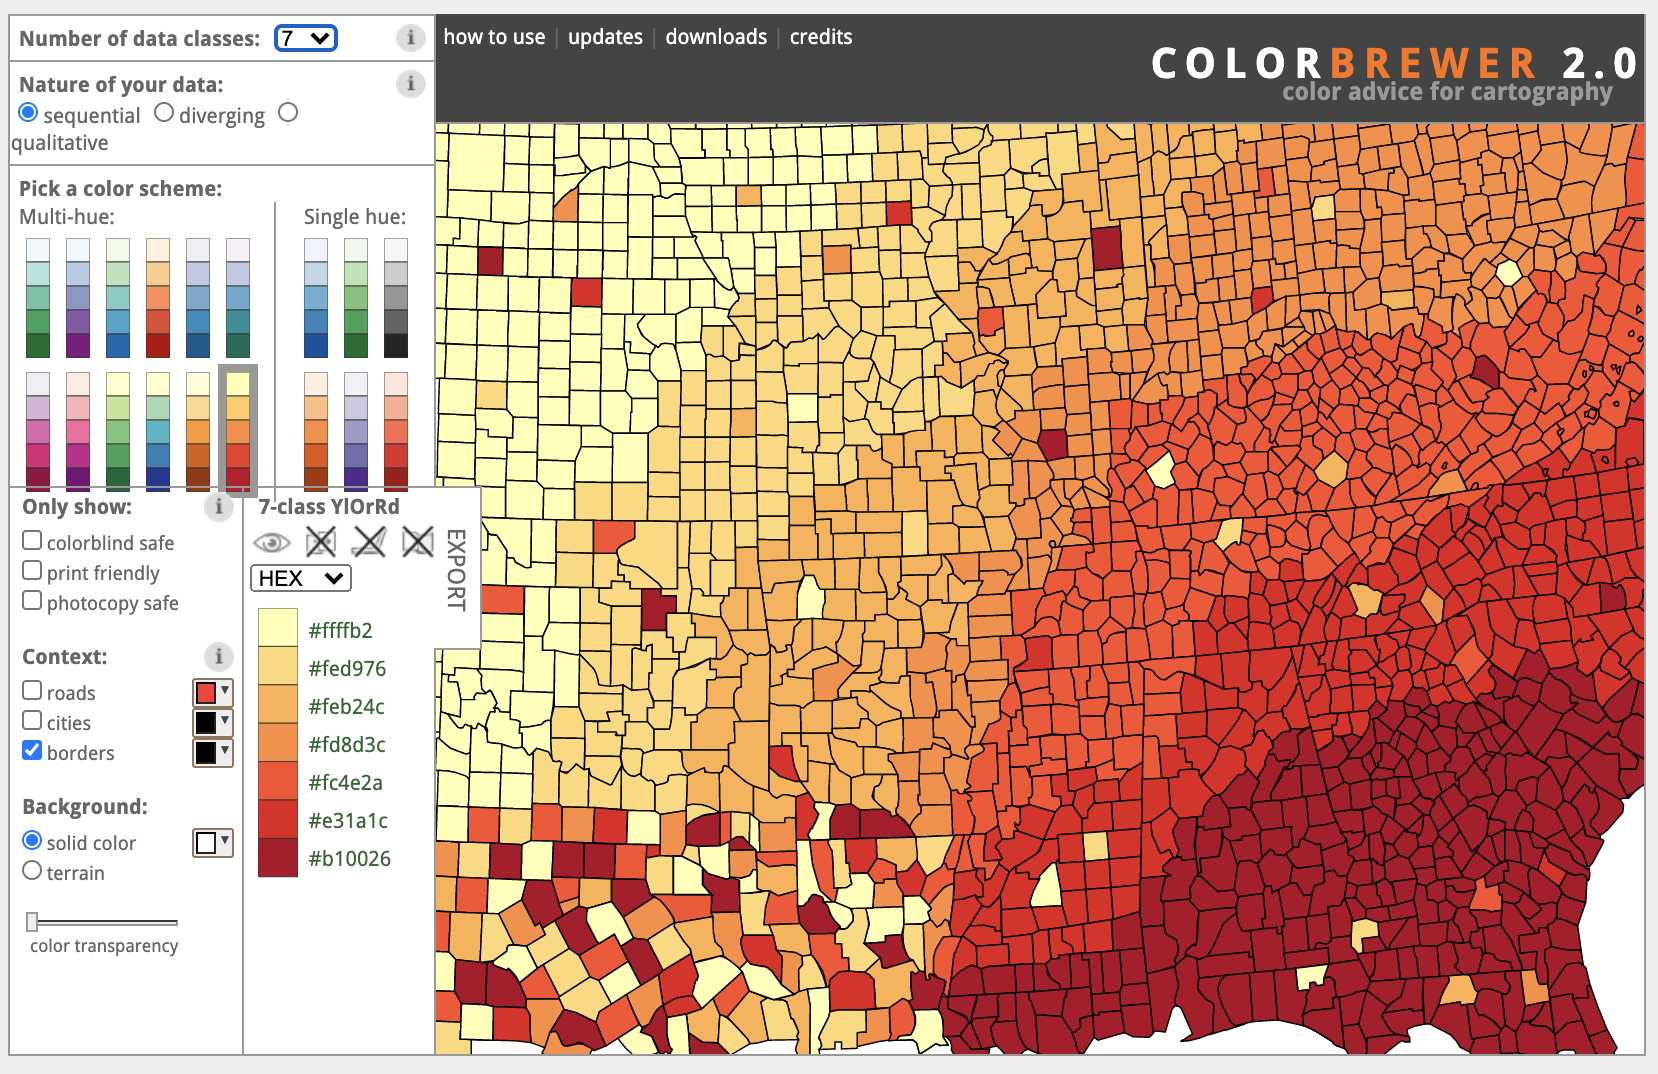 Number of data classes: 7 i
how to use | updates | downloads | credits
COLORBREWER 2.0
color advice for cartography
Nature of your data: i
sequential diverging
qualitative
Pick a color scheme:
Multi-hue: Single hue:
Only show: i
colorblind safe
print friendly
photocopy safe
Context: i
roads
cities
borders
Background:
solid color
terrain
color transparency
7-class YlOrRd
EXPORT
HEX
#ffffb2
#fed976
#feb24c
#fd8d3c
#fc4e2a
#e31a1c
#b10026